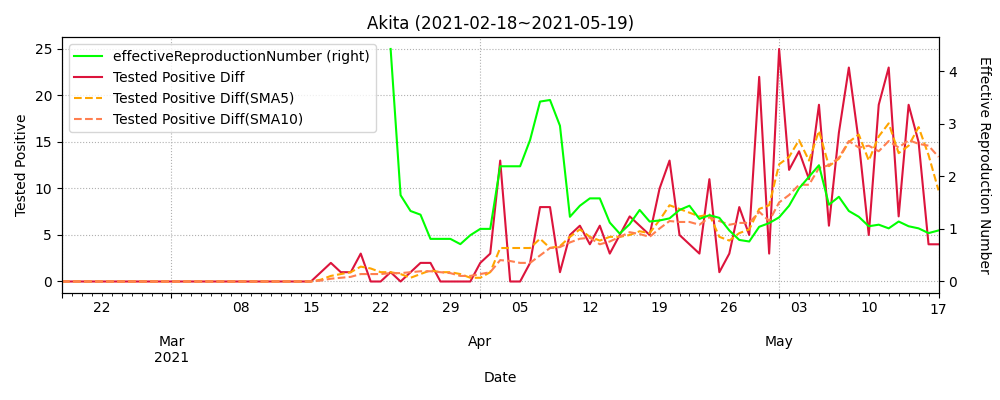 Akita (2021-02-18~2021-05-19)
effectiveReproductionNumber (right)
Tested Positive Diff
Tested Positive Diff(SMA5)
Tested Positive Diff(SMA10)
Tested Positive
25
20
15
10
5
0
4
3
2
1
0
Effective Reproduction Number
22 08 15 22 29 05 12 19 26 03 10 17
Mar Apr May
2021
Date